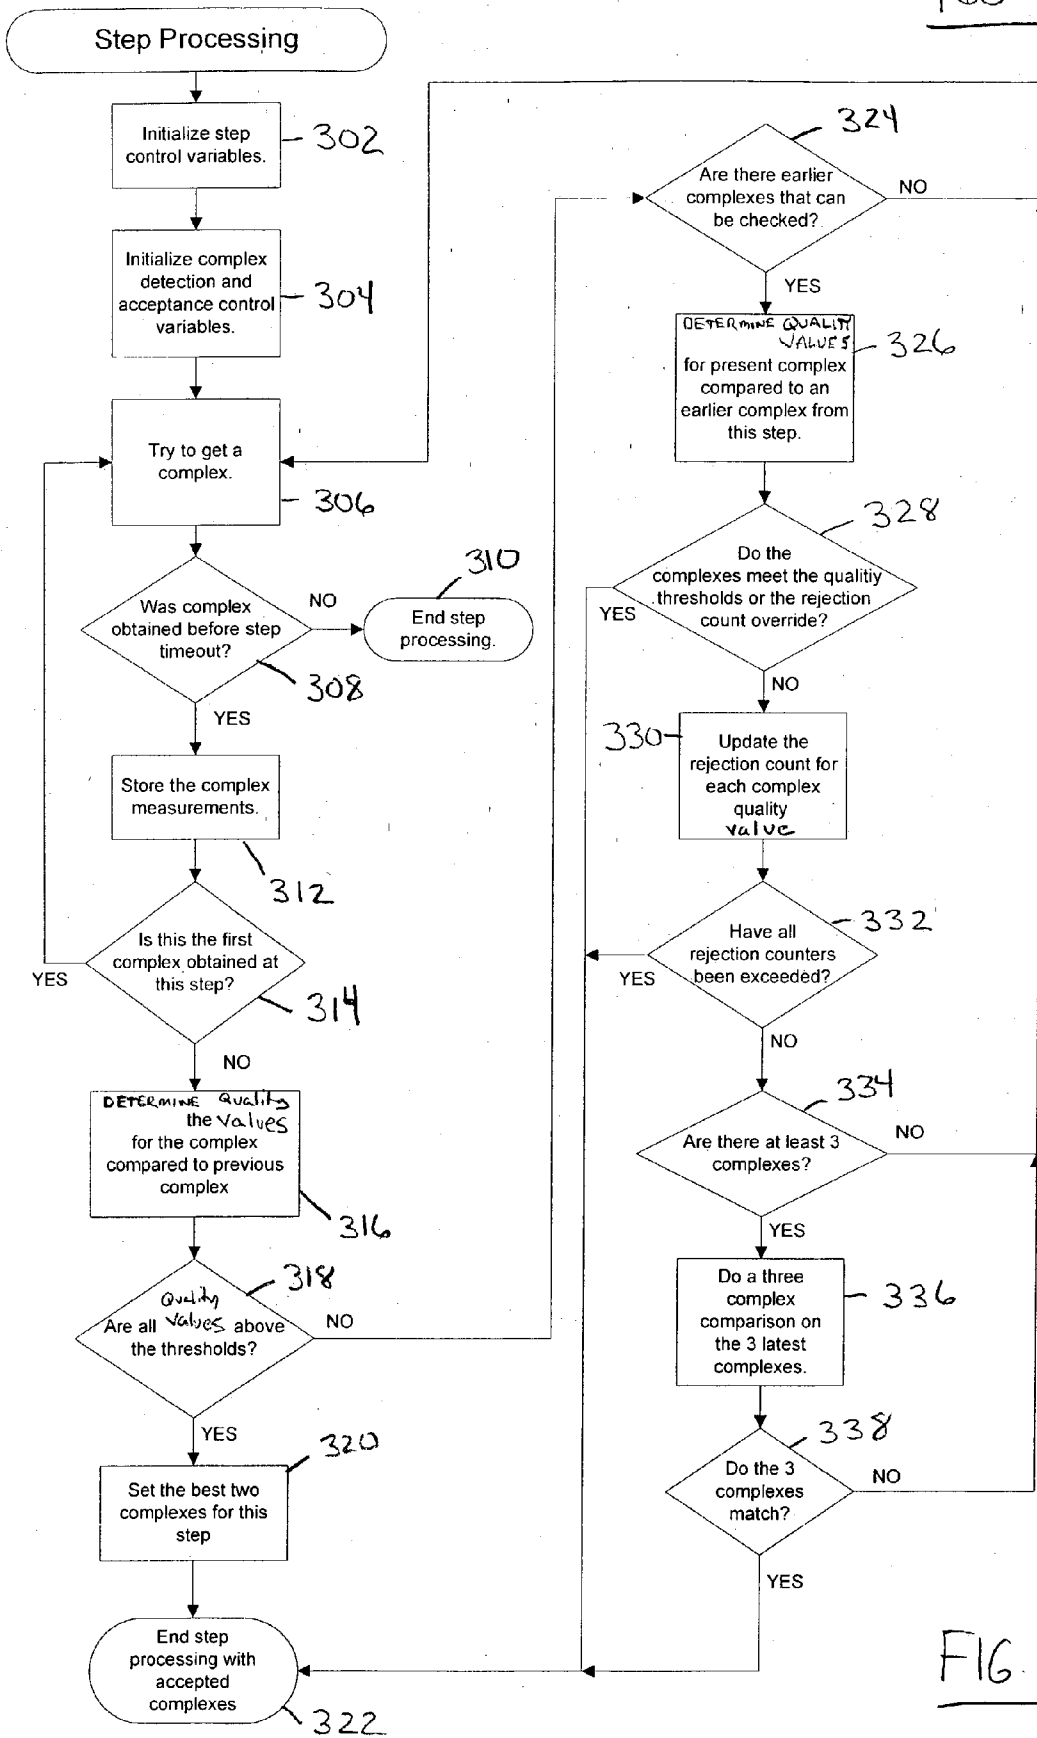 Step Processing
Initialize step
control variables.
302
Initialize complex
detection and
acceptance control
variables.
304
Try to get a
complex.
306
Was complex
obtained before step
timeout?
308
NO
310
End step
processing.
YES
Store the complex
measurements.
312
Is this the first
complex obtained at
this step?
314
YES
NO
DETERMINE Quality
the Values
for the complex
compared to previous
complex
316
318
Quality
Are all Values above
the thresholds?
NO
YES
320
Set the best two
complexes for this
step
End step
processing with
accepted
complexes
322
324
Are there earlier
complexes that can
be checked?
NO
YES
DETERMINE QUALITY
VALUES
for present complex
compared to an
earlier complex from
this step.
326
328
Do the
complexes meet the qualitiy
thresholds or the rejection
count override?
YES
NO
330
Update the
rejection count for
each complex
quality
value
332
Have all
rejection counters
been exceeded?
YES
NO
334
Are there at least 3
complexes?
NO
YES
Do a three
complex
comparison on
the 3 latest
complexes.
336
338
Do the 3
complexes
match?
NO
YES
FIG.